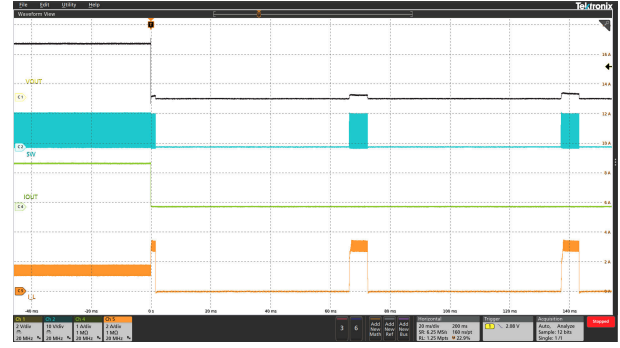 File Edit Utility Help
Tektronix
Waveform View
T
16 A
VOUT
14 A
C1
12 A
C2
10 A
SW
8 A
IOUT
C4
6 A
4 A
2 A
C3
0 A
IL
-40 ms -20 ms 0 s 20 ms 40 ms 60 ms 80 ms 100 ms 120 ms 140 ms
Ch 1 Ch 2 Ch 4 Ch 3 Horizontal Trigger Acquisition
2 V/div 10 V/div 1 A/div 2 A/div 3 6 Add New Math Add New Ref Add New Bus 20 ms/div 200 ms 1 2.88 V Auto, Analyze Stopped
1 MΩ 1 MΩ SR: 6.25 MS/s 160 ns/pt Sample: 12 bits
20 MHz 20 MHz 20 MHz 20 MHz RL: 1.25 Mpts 22.9% Single: 1/1